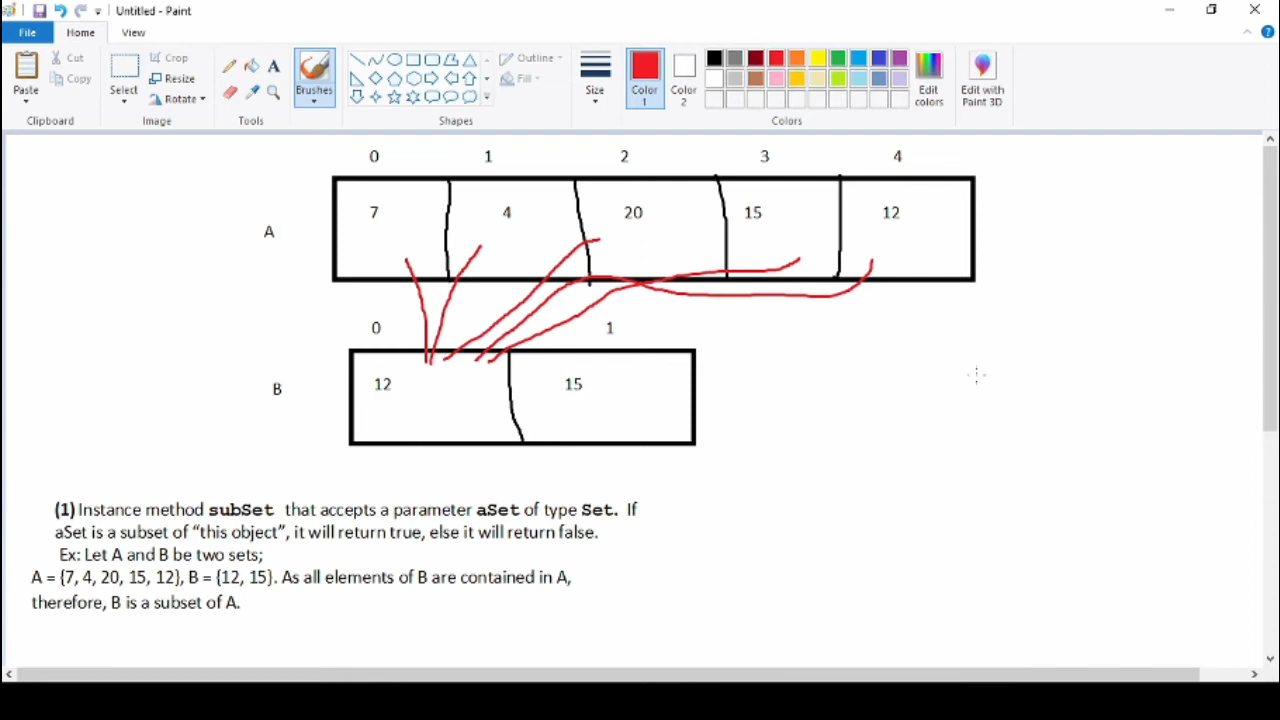 Untitled - Paint
File Home View
Paste
Cut
Copy
Clipboard
Select
Crop
Resize
Rotate
Image
Tools
Brushes
Outline
Fill
Shapes
Size
Color 1
Color 2
Edit colors
Colors
Edit with Paint 3D
0 1 2 3 4
A 7 4 20 15 12
0 1
B 12 15
(1) Instance method subSet that accepts a parameter aSet of type Set. If
aSet is a subset of “this object”, it will return true, else it will return false.
Ex: Let A and B be two sets;
A = {7, 4, 20, 15, 12}, B = {12, 15}. As all elements of B are contained in A,
therefore, B is a subset of A.